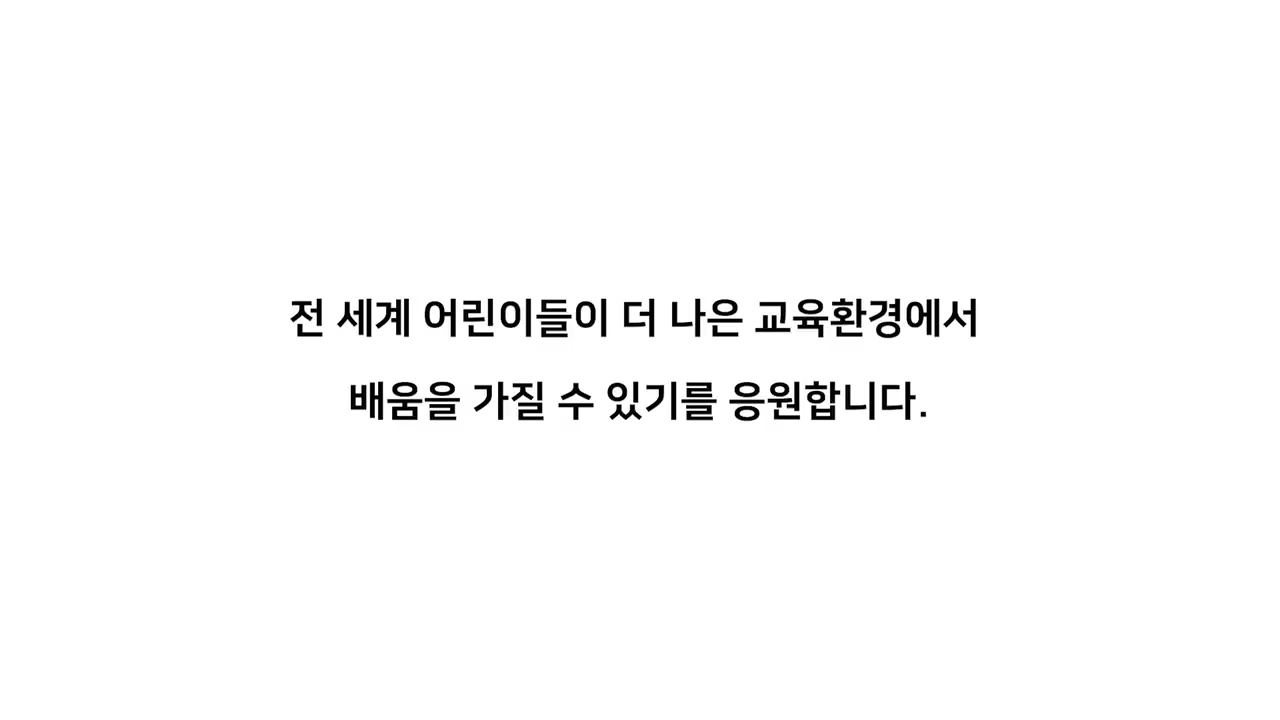 전 세계 어린이들이 더 나은 교육환경에서
배움을 가질 수 있기를 응원합니다.